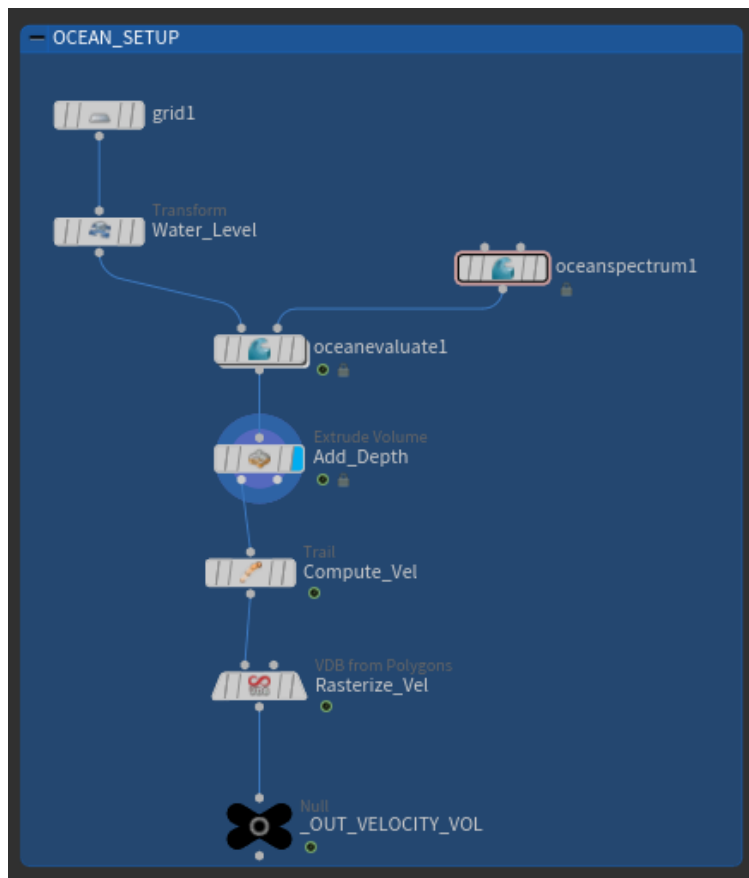 OCEAN_SETUP
grid1
Transform
Water_Level
oceanspectrum1
oceanevaluate1
Extrude Volume
Add_Depth
Trail
Compute_Vel
VDB from Polygons
Rasterize_Vel
Null
_OUT_VELOCITY_VOL